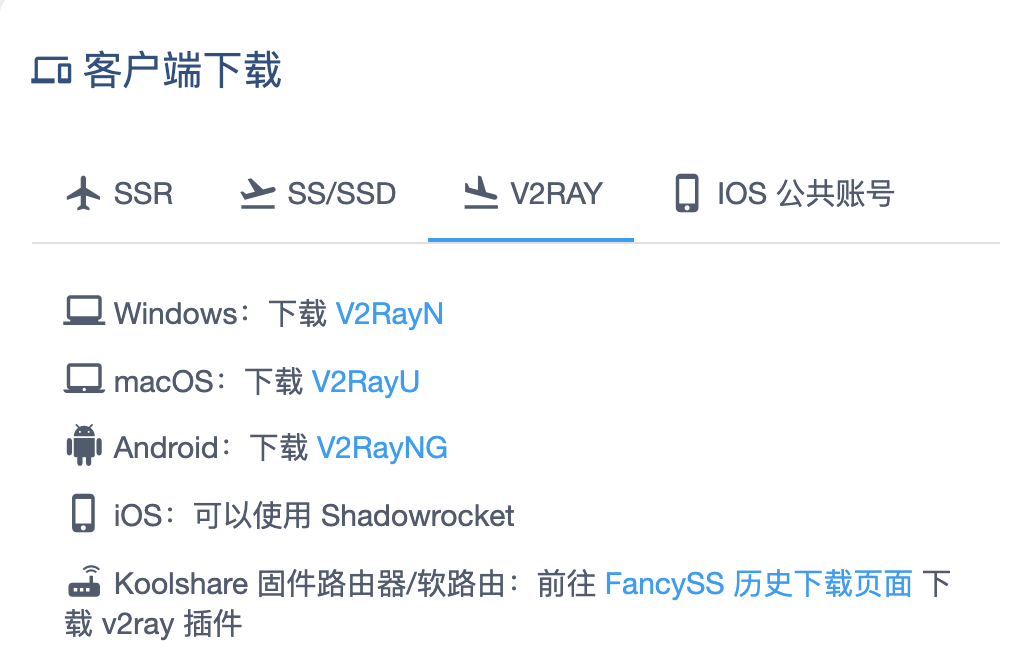 客户端下载
SSR SS/SSD V2RAY IOS 公共账号
Windows：下载 V2RayN
macOS：下载 V2RayU
Android：下载 V2RayNG
iOS：可以使用 Shadowrocket
Koolshare 固件路由器/软路由：前往 FancySS 历史下载页面 下
载 v2ray 插件